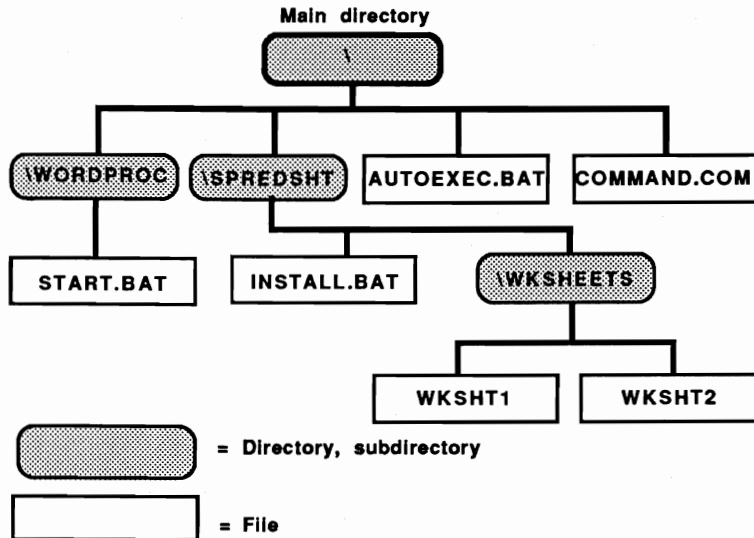 Main directory
\
\WORDPROC
\SPREDSHT
AUTOEXEC.BAT
COMMAND.COM
START.BAT
INSTALL.BAT
\WKSHEETS
WKSHT1
WKSHT2
= Directory, subdirectory
= File